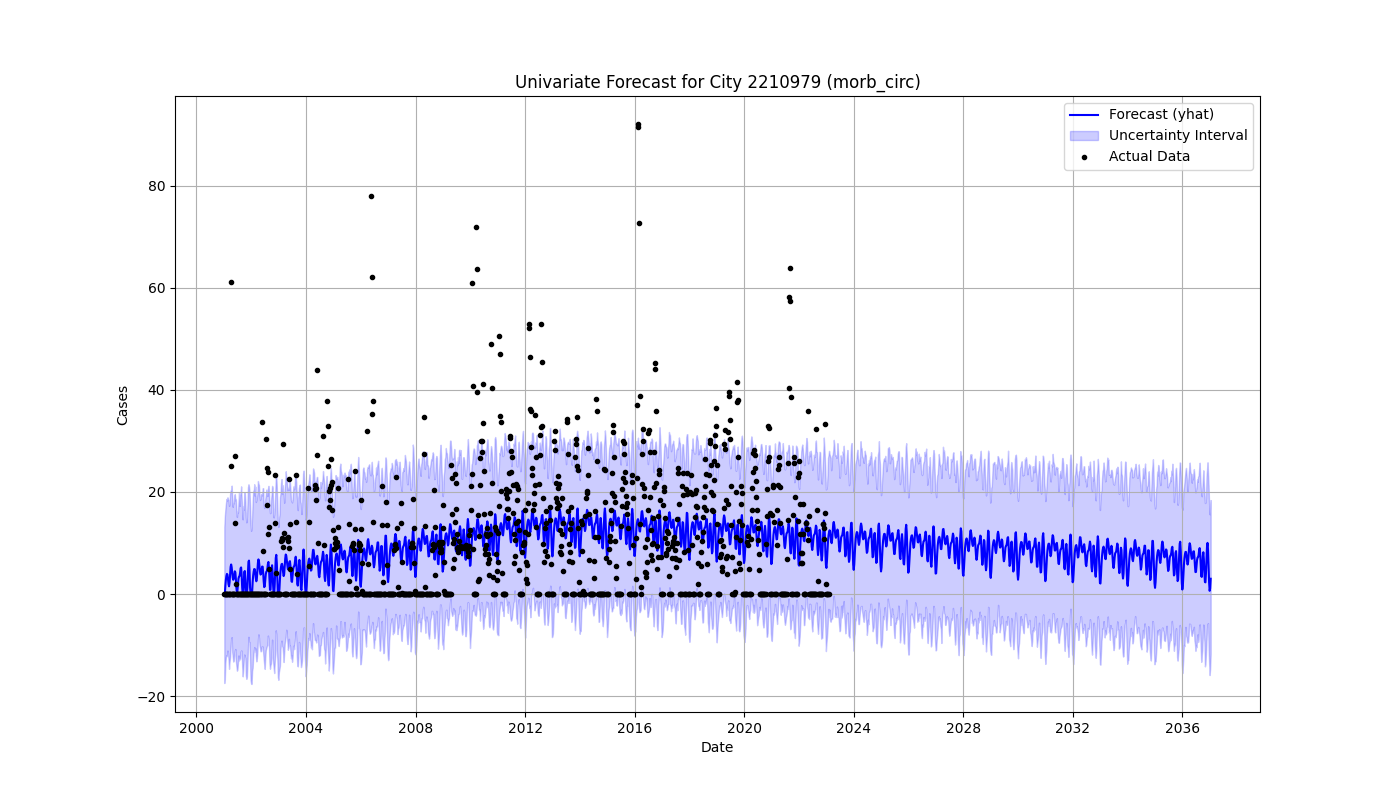 Univariate Forecast for City 2210979 (morb_circ)
Forecast (yhat)
Uncertainty Interval
Actual Data
Cases
80
60
40
20
0
−20
2000 2004 2008 2012 2016 2020 2024 2028 2032 2036
Date